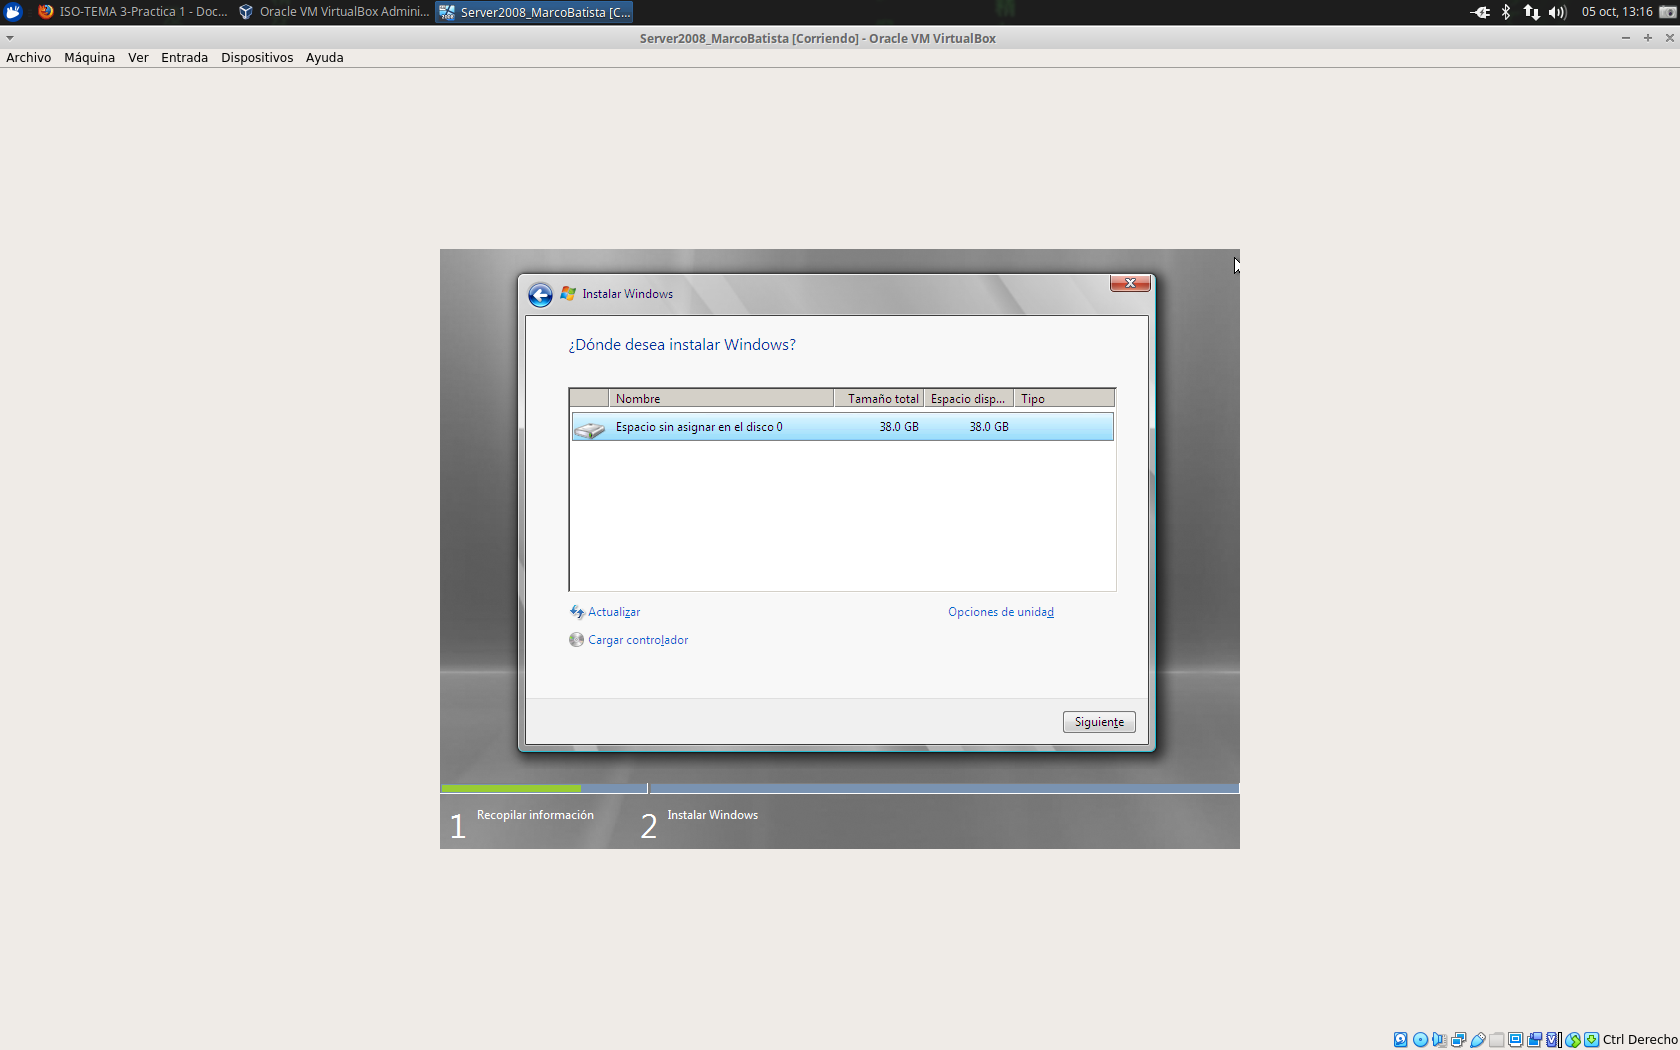 ISO-TEMA 3-Practica 1 - Doc... Oracle VM VirtualBox Admini... Server2008_MarcoBatista [C... 05 oct, 13:16
Server2008_MarcoBatista [Corriendo] - Oracle VM VirtualBox
Archivo Máquina Ver Entrada Dispositivos Ayuda
Instalar Windows
¿Dónde desea instalar Windows?
Nombre Tamaño total Espacio disp... Tipo
Espacio sin asignar en el disco 0 38.0 GB 38.0 GB
Actualizar Opciones de unidad
Cargar controlador
Siguiente
1 Recopilar información 2 Instalar Windows
Ctrl Derecho